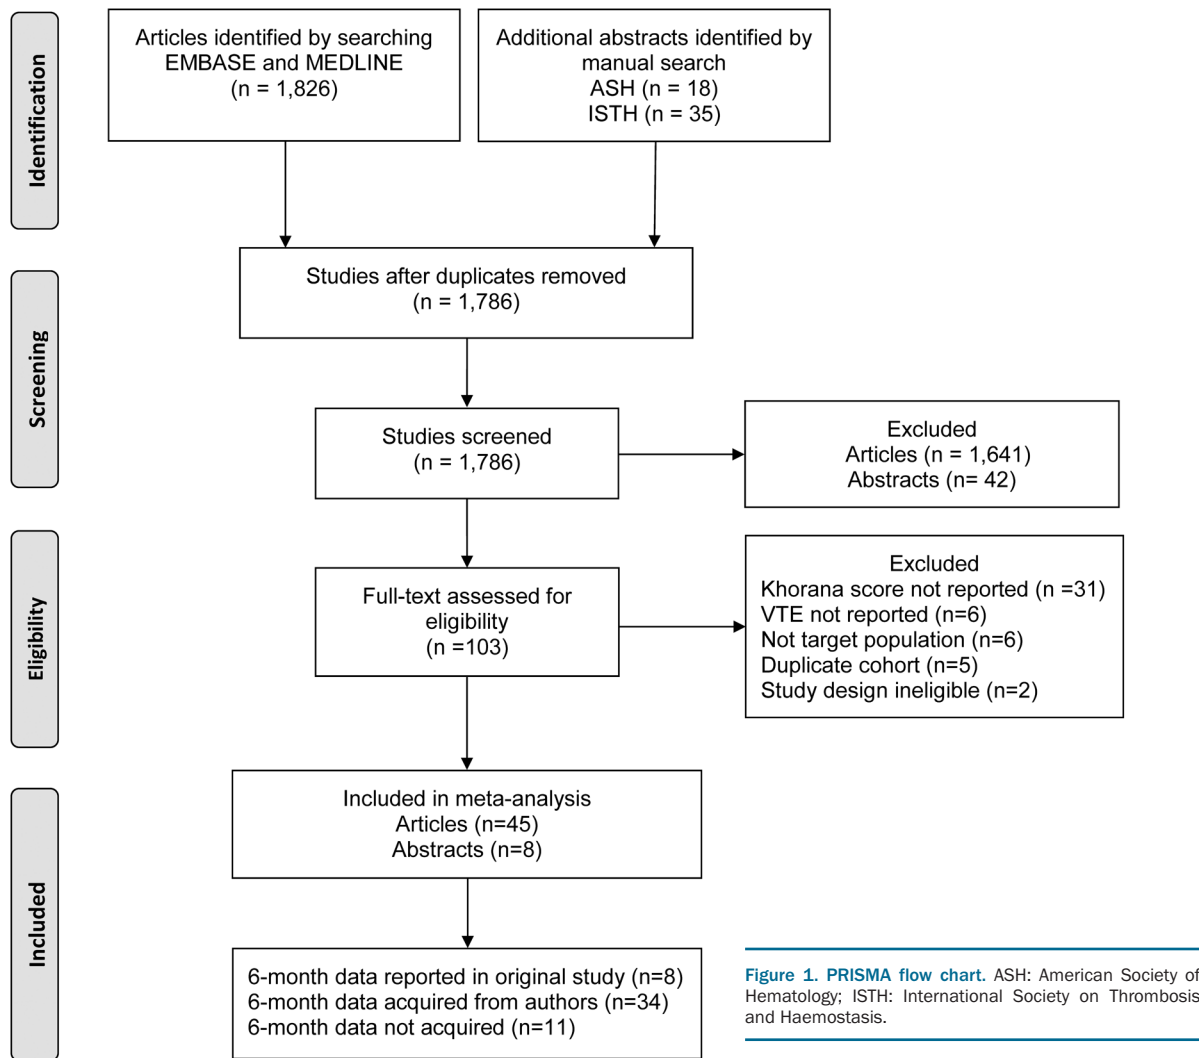 Identification
Articles identified by searching
EMBASE and MEDLINE
(n = 1,826)
Additional abstracts identified by
manual search
ASH (n = 18)
ISTH (n = 35)
Screening
Studies after duplicates removed
(n = 1,786)
Studies screened
(n = 1,786)
Excluded
Articles (n = 1,641)
Abstracts (n= 42)
Eligibility
Full-text assessed for
eligibility
(n =103)
Excluded
Khorana score not reported (n =31)
VTE not reported (n=6)
Not target population (n=6)
Duplicate cohort (n=5)
Study design ineligible (n=2)
Included
Included in meta-analysis
Articles (n=45)
Abstracts (n=8)
6-month data reported in original study (n=8)
6-month data acquired from authors (n=34)
6-month data not acquired (n=11)
Figure 1. PRISMA flow chart. ASH: American Society of
Hematology; ISTH: International Society on Thrombosis
and Haemostasis.